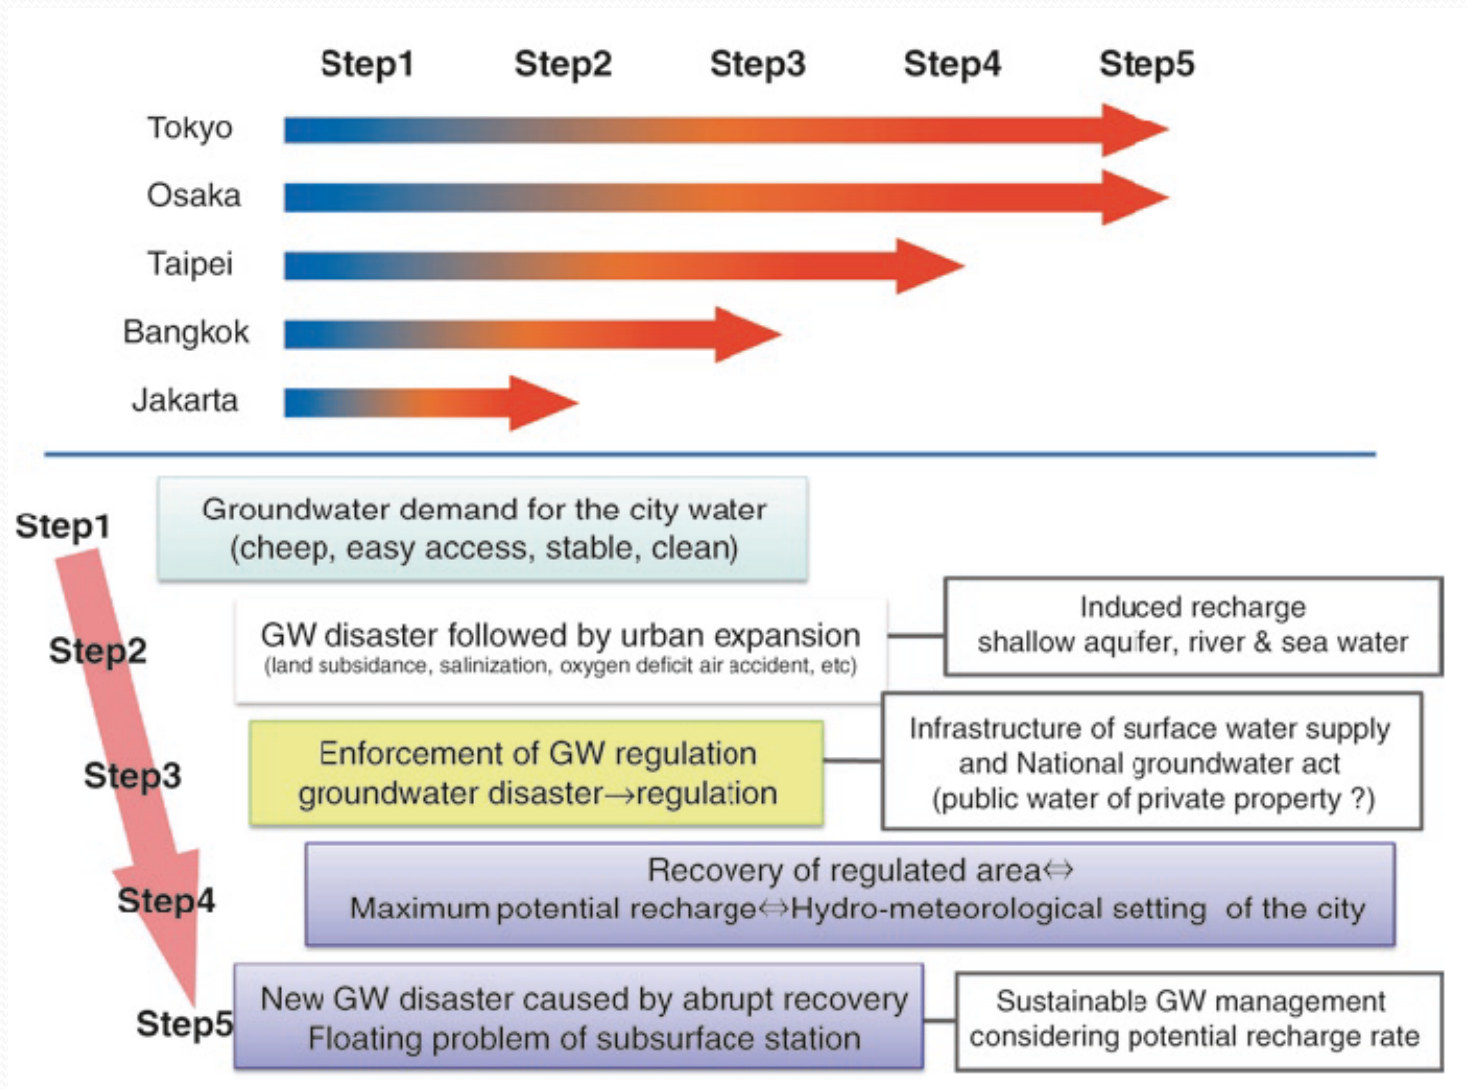 Step1 Step2 Step3 Step4 Step5
Tokyo
Osaka
Taipei
Bangkok
Jakarta
Step1
Groundwater demand for the city water
(cheep, easy access, stable, clean)
Step2
GW disaster followed by urban expansion
(land subsidance, salinization, oxygen deficit air accident, etc)
Induced recharge
shallow aquifer, river & sea water
Step3
Enforcement of GW regulation
groundwater disaster→regulation
Infrastructure of surface water supply
and National groundwater act
(public water of private property ?)
Step4
Recovery of regulated area⇔
Maximum potential recharge⇔Hydro-meteorological setting of the city
Step5
New GW disaster caused by abrupt recovery
Floating problem of subsurface station
Sustainable GW management
considering potential recharge rate